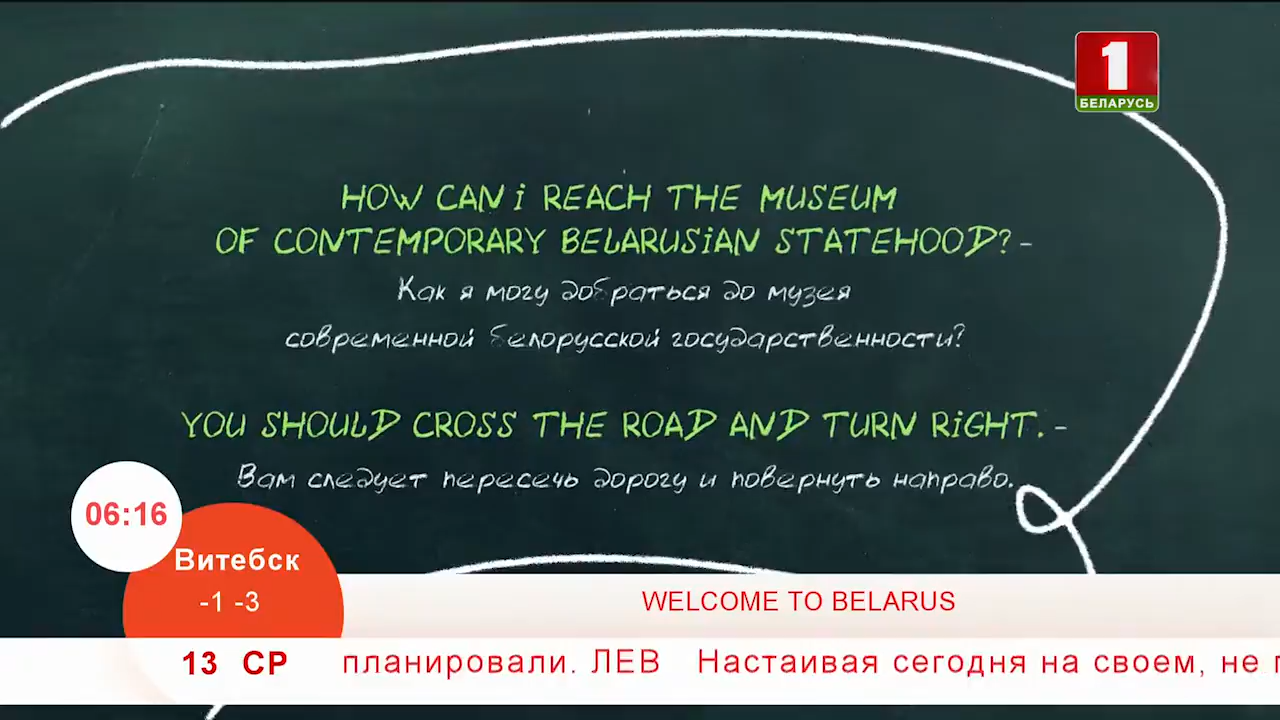 1
БЕЛАРУСЬ
HOW CAN i REACH THE MUSEUM
OF CONTEMPORARY BELARUSiAN STATEHOOD? -
Как я могу добраться до музея
современной белорусской государственности?
YOU SHOULD CROSS THE ROAD AND TURN RiGHT. -
Вам следует пересечь дорогу и повернуть направо.
06:16
Витебск
-1 -3
WELCOME TO BELARUS
13 СР
планировали. ЛЕВ Настаивая сегодня на своем, не